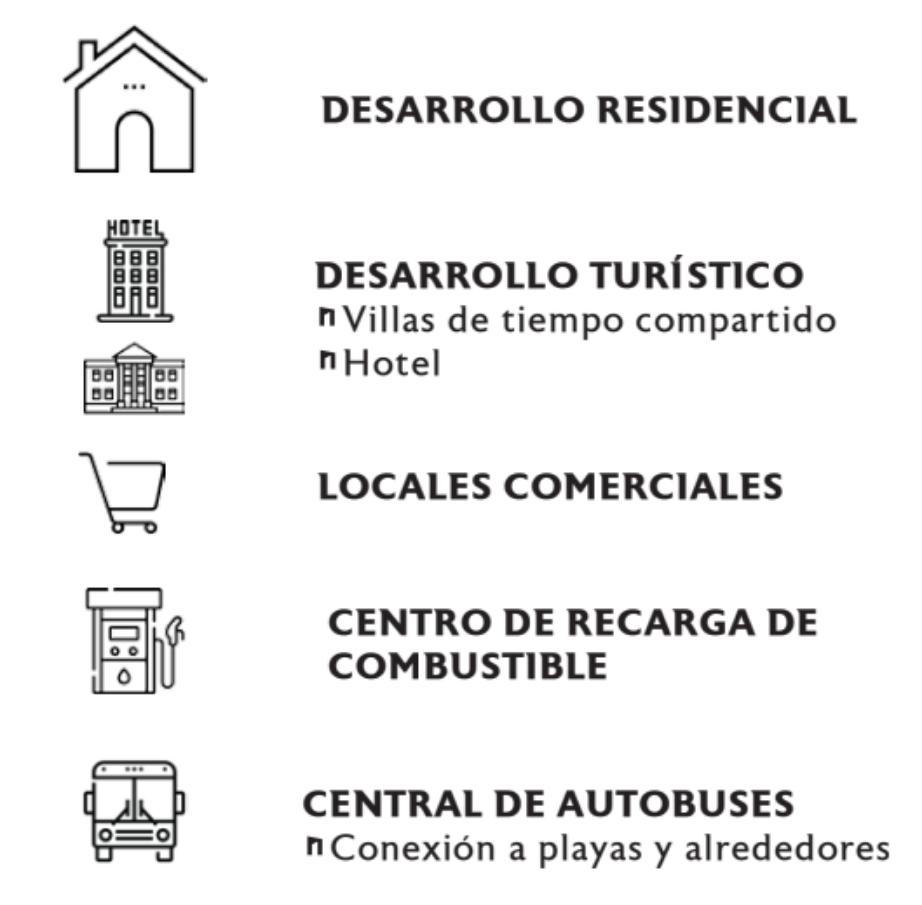 DESARROLLO RESIDENCIAL
HOTEL
DESARROLLO TURÍSTICO
Villas de tiempo compartido
Hotel
LOCALES COMERCIALES
CENTRO DE RECARGA DE
COMBUSTIBLE
CENTRAL DE AUTOBUSES
Conexión a playas y alrededores